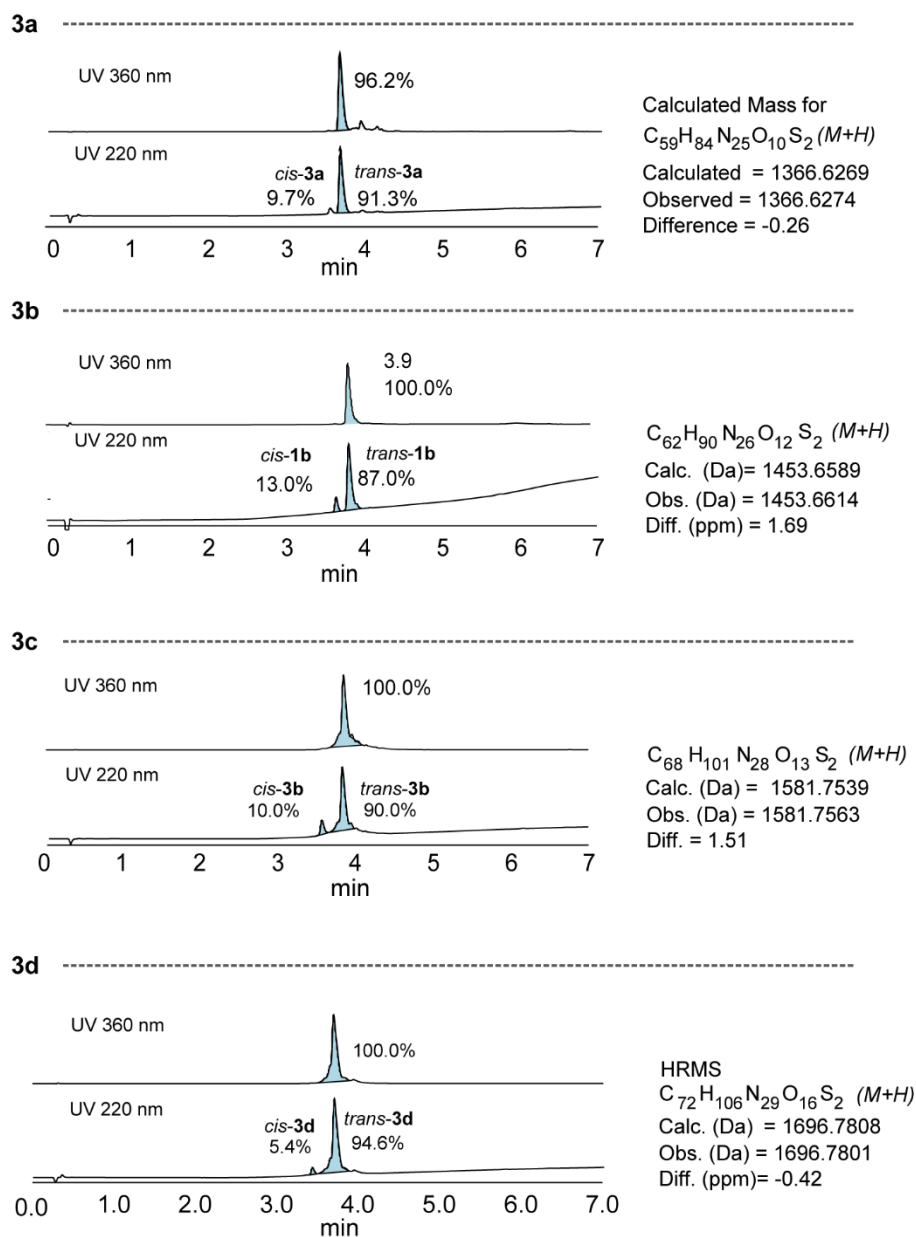 3a
UV 360 nm
96.2%
UV 220 nm
cis-3a
9.7%
trans-3a
91.3%
0 1 2 3 4 5 6 7
min
Calculated Mass for
C59H84N25O10S2 (M+H)
Calculated = 1366.6269
Observed = 1366.6274
Difference = -0.26
3b
UV 360 nm
3.9
100.0%
UV 220 nm
cis-1b
13.0%
trans-1b
87.0%
0 1 2 3 4 5 6 7
min
C62H90N26O12S2 (M+H)
Calc. (Da)= 1453.6589
Obs. (Da)= 1453.6614
Diff. (ppm) = 1.69
3c
UV 360 nm
100.0%
UV 220 nm
cis-3b
10.0%
trans-3b
90.0%
0 1 2 3 4 5 6 7
min
C68H101N28O13S2 (M+H)
Calc. (Da) = 1581.7539
Obs. (Da) = 1581.7563
Diff. = 1.51
3d
UV 360 nm
100.0%
UV 220 nm
cis-3d
5.4%
trans-3d
94.6%
0.0 1.0 2.0 3.0 4.0 5.0 6.0 7.0
min
HRMS
C72H106N29O16S2 (M+H)
Calc. (Da) = 1696.7808
Obs. (Da) = 1696.7801
Diff. (ppm)= -0.42